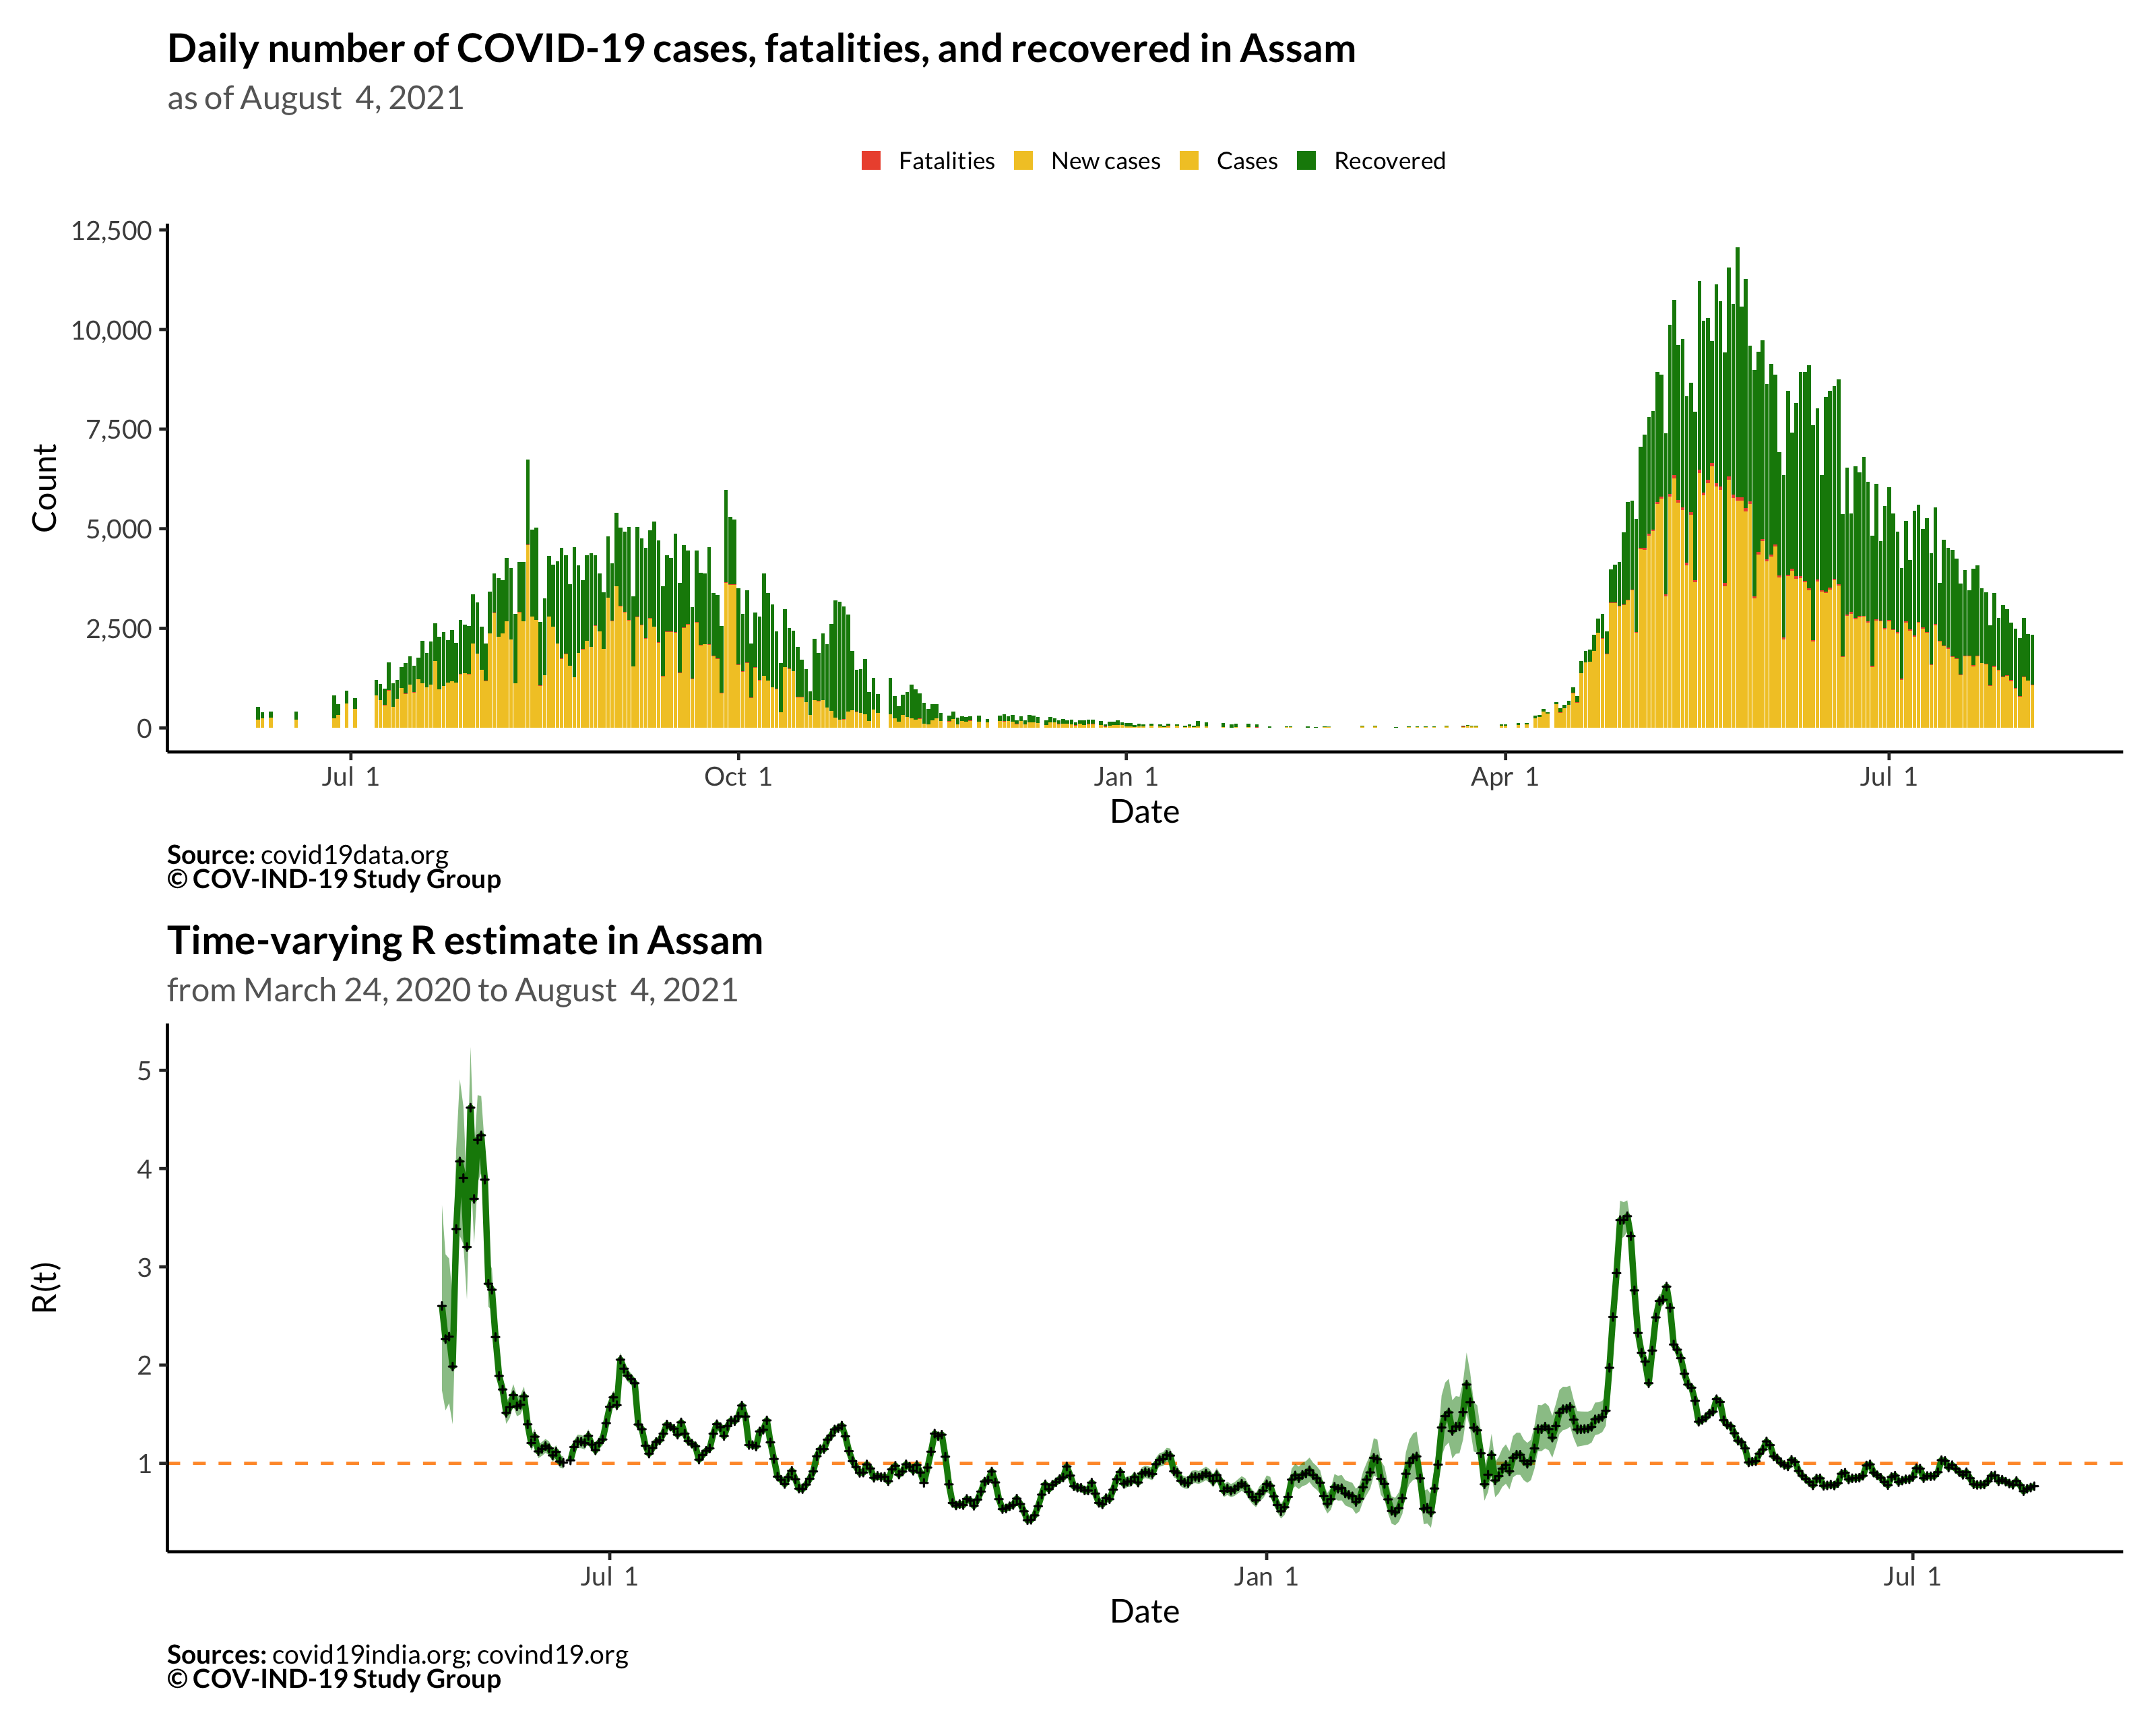 Daily number of COVID-19 cases, fatalities, and recovered in Assam
as of August  4, 2021
Fatalities New cases Cases Recovered
12,500
10,000
7,500
5,000
2,500
0
Count
Jul  1 Oct  1 Jan  1 Apr  1 Jul  1
Date
Source: covid19data.org
© COV-IND-19 Study Group
Time-varying R estimate in Assam
from March 24, 2020 to August  4, 2021
5
4
3
2
1
R(t)
Jul  1 Jan  1 Jul  1
Date
Sources: covid19india.org; covind19.org
© COV-IND-19 Study Group